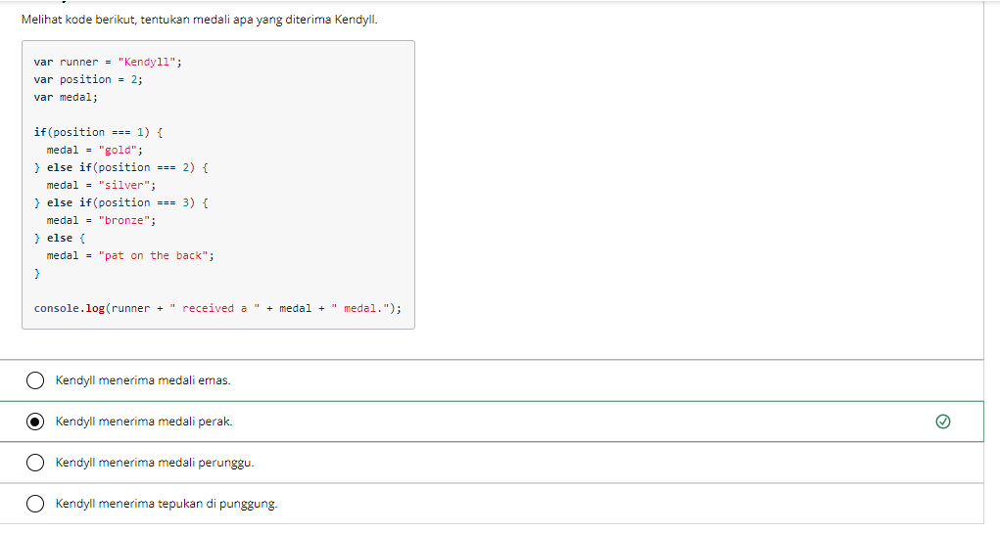 Melihat kode berikut, tentukan medali apa yang diterima Kendyll.
var runner = "Kendyll";
var position = 2;
var medal;
if(position === 1) {
  medal = "gold";
} else if(position === 2) {
  medal = "silver";
} else if(position === 3) {
  medal = "bronze";
} else {
  medal = "pat on the back";
}
console.log(runner + " received a " + medal + " medal.");
Kendyll menerima medali emas.
Kendyll menerima medali perak.
Kendyll menerima medali perunggu.
Kendyll menerima tepukan di punggung.